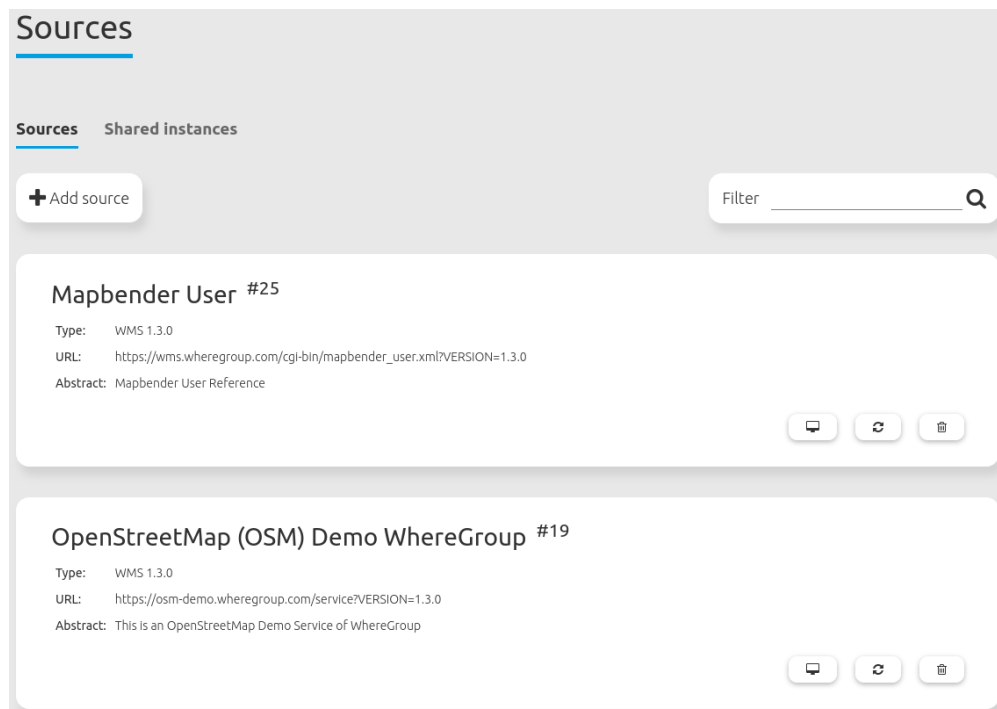 Sources
Sources Shared instances
Add source Filter
Mapbender User #25
Type: WMS 1.3.0
URL: https://wms.wheregroup.com/cgi-bin/mapbender_user.xml?VERSION=1.3.0
Abstract: Mapbender User Reference
OpenStreetMap (OSM) Demo WhereGroup #19
Type: WMS 1.3.0
URL: https://osm-demo.wheregroup.com/service?VERSION=1.3.0
Abstract: This is an OpenStreetMap Demo Service of WhereGroup